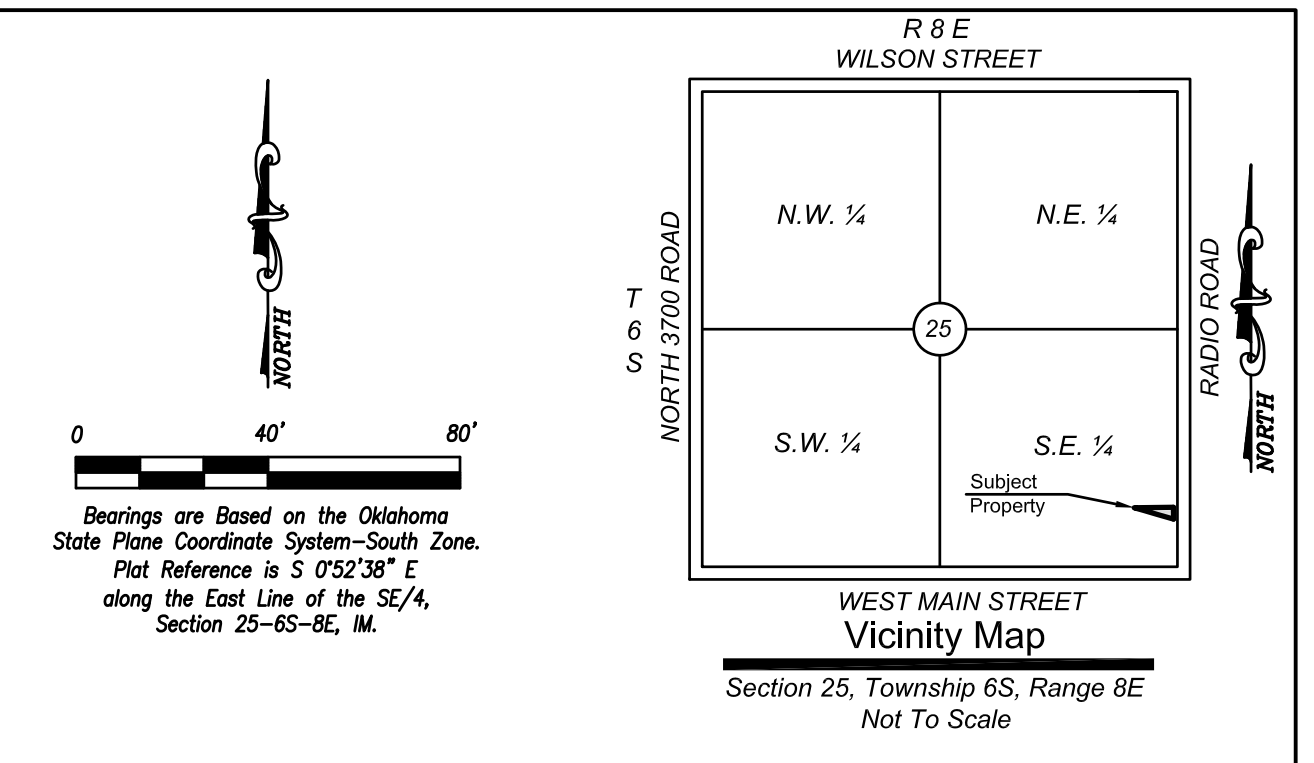 R 8 E
WILSON STREET
N.W. ¼
N.E. ¼
NORTH 3700 ROAD
T
6
S
25
RADIO ROAD
NORTH
NORTH
0 40' 80'
S.W. ¼
S.E. ¼
Subject
Property
Bearings are Based on the Oklahoma
State Plane Coordinate System-South Zone.
Plat Reference is S 0°52'38" E
along the East Line of the SE/4,
Section 25-6S-8E, IM.
WEST MAIN STREET
Vicinity Map
Section 25, Township 6S, Range 8E
Not To Scale